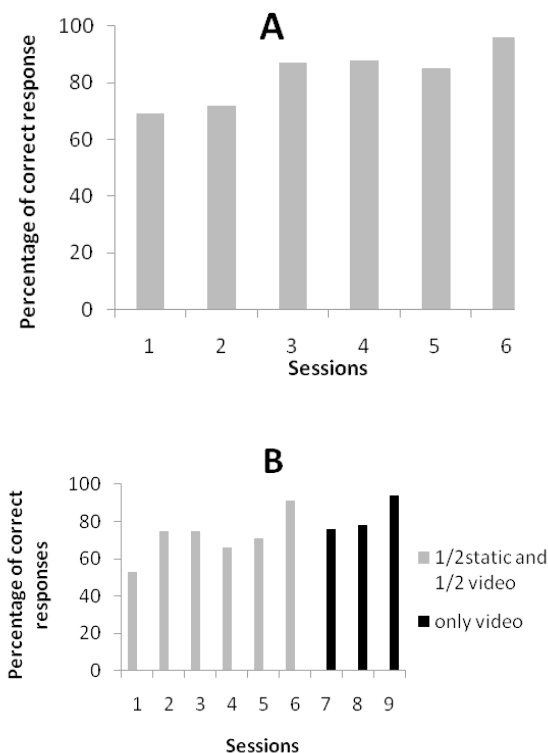 A
Percentage of correct response
100
80
60
40
20
0
1 2 3 4 5 6
Sessions
B
Percentage of correct
responses
100
80
60
40
20
0
1 2 3 4 5 6 7 8 9
Sessions
1/2static and
1/2 video
only video